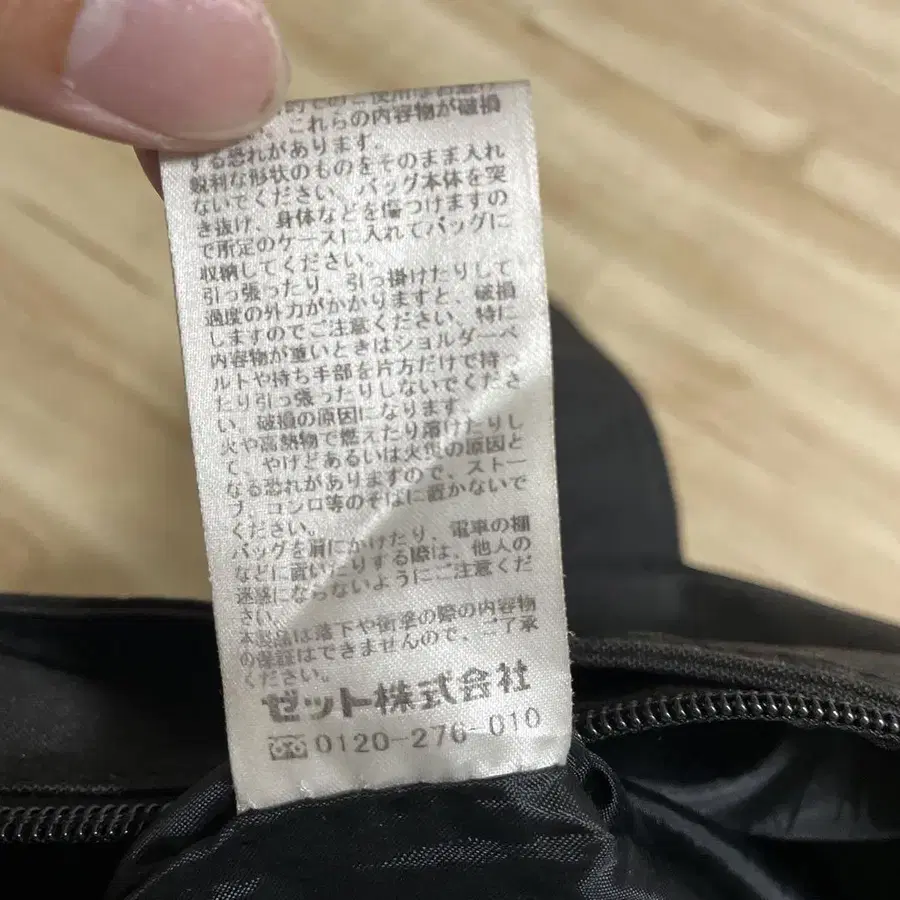 的でのご使用はお避け
これらの内容物が破損
する恐れがあります。
鋭利な形状のものをそのまま入れ
ないでください。バッグ本体を突
き抜け、身体などを傷つけますの
で所定のケースに入れてバッグに
収納してください。
引っ張ったり、引っ掛けたりして
過度の外力がかかりますと、破損
しますのでご注意ください。特に
内容物が重いときはショルダーベ
ルトや持ち手部を片方だけで持っ
たり引っ張ったりしないでくださ
い。破損の原因になります。
火や高熱物で燃えたり溶けたりし
て、やけどあるいは火災の原因と
なる恐れがありますので、ストー
ブ、コンロ等のそばに置かないで
ください。
バッグを肩にかけたり、電車の棚
などに置いたりする際は、他人の
迷惑にならないようにご注意くだ
さい。
本製品は落下や衝撃の際の内容物
の保証はできませんので、ご了承
ください。
ゼット株式会社
0120-276-010